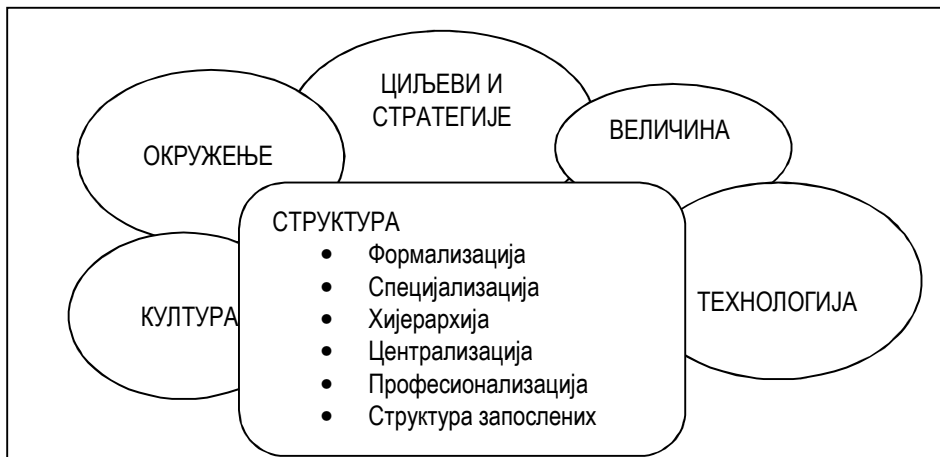 ЦИЉЕВИ И
СТРАТЕГИЈЕ
ВЕЛИЧИНА
ОКРУЖЕЊЕ
КУЛТУРА
ТЕХНОЛОГИЈА
СТРУКТУРА
• Формализација
• Специјализација
• Хијерархија
• Централизација
• Професионализација
• Структура запослених